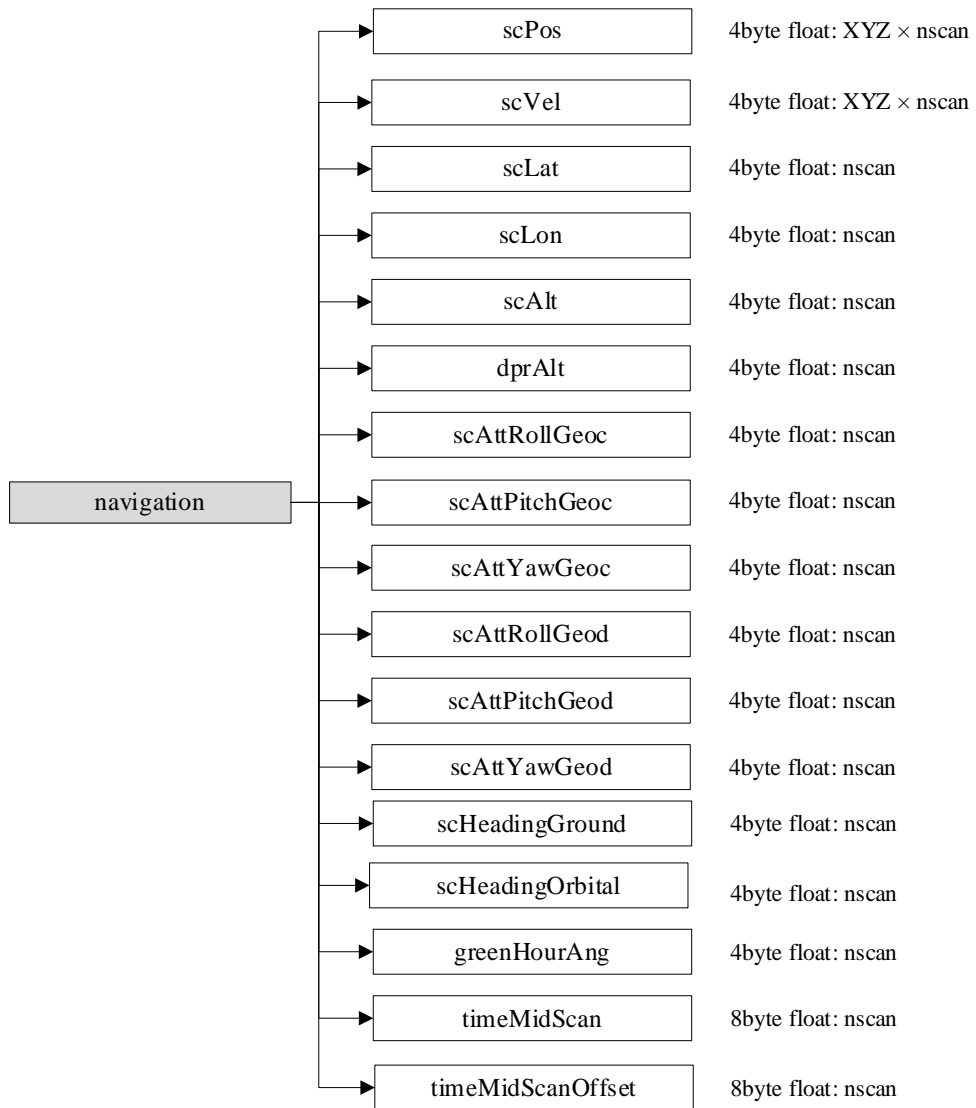 scPos 4byte float: XYZ × nscan
scVel 4byte float: XYZ × nscan
scLat 4byte float: nscan
scLon 4byte float: nscan
scAlt 4byte float: nscan
dprAlt 4byte float: nscan
scAttRollGeoc 4byte float: nscan
navigation scAttPitchGeoc 4byte float: nscan
scAttYawGeoc 4byte float: nscan
scAttRollGeod 4byte float: nscan
scAttPitchGeod 4byte float: nscan
scAttYawGeod 4byte float: nscan
scHeadingGround 4byte float: nscan
scHeadingOrbital 4byte float: nscan
greenHourAng 4byte float: nscan
timeMidScan 8byte float: nscan
timeMidScanOffset 8byte float: nscan